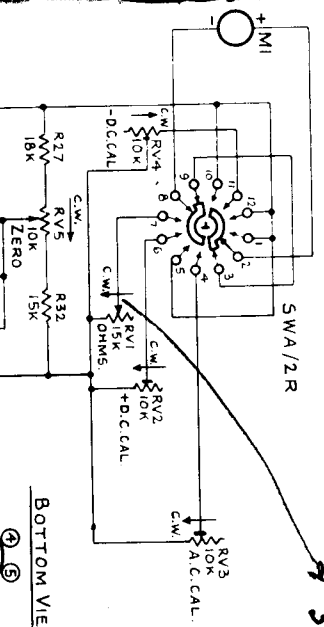 - + M1
SWA/2R
1
2
3
4
5
6
7
8
9
10
11
12
C.W.
RV4
10K
-D.C.CAL
R27
18K
C.W.
RV5
10K
ZERO
R32
15K
C.W.
RV1
15K
OHMS.
C.W.
RV2
10K
+D.C.CAL.
C.W.
RV3
10K
A.C.CAL.
BOTTOM VIE
4 5